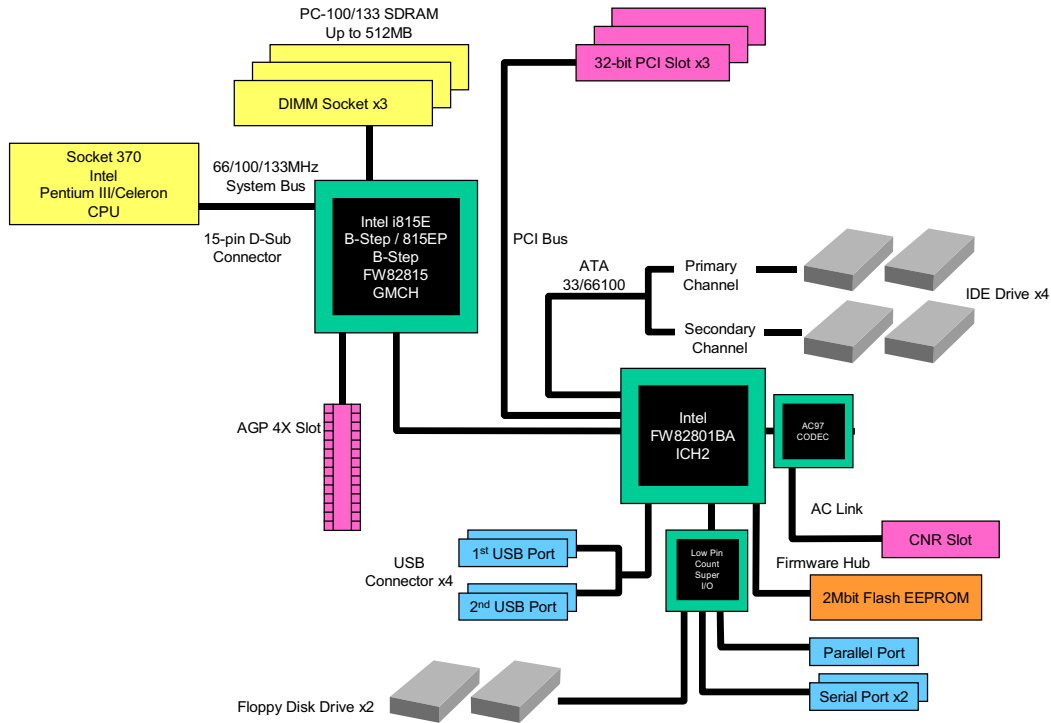 PC-100/133 SDRAM
Up to 512MB
DIMM Socket x3
32-bit PCI Slot x3
Socket 370
Intel
Pentium III/Celeron
CPU
66/100/133MHz
System Bus
15-pin D-Sub
Connector
Intel i815E
B-Step / 815EP
B-Step
FW82815
GMCH
PCI Bus
ATA
33/66100
Primary
Channel
Secondary
Channel
IDE Drive x4
AGP 4X Slot
Intel
FW82801BA
ICH2
AC97
CODEC
AC Link
CNR Slot
USB
Connector x4
1st USB Port
2nd USB Port
Low Pin
Count
Super
I/O
Firmware Hub
2Mbit Flash EEPROM
Parallel Port
Serial Port x2
Floppy Disk Drive x2